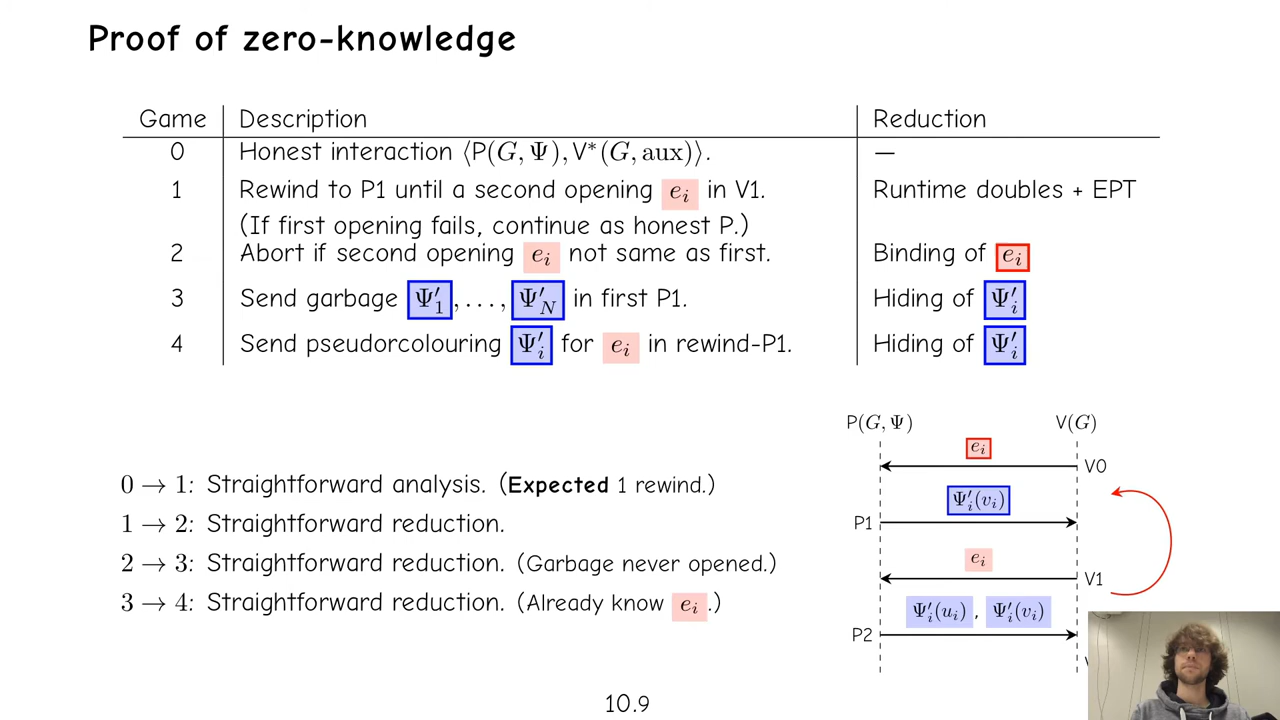 Proof of zero-knowledge
Game Description Reduction
0 Honest interaction ⟨P(G, Ψ), V*(G, aux)⟩. —
1 Rewind to P1 until a second opening e_i in V1. Runtime doubles + EPT
(If first opening fails, continue as honest P.)
2 Abort if second opening e_i not same as first. Binding of e_i
3 Send garbage Ψ′_1, . . . , Ψ′_N in first P1. Hiding of Ψ′_i
4 Send pseudorcolouring Ψ′_i for e_i in rewind-P1. Hiding of Ψ′_i
0 → 1: Straightforward analysis. (Expected 1 rewind.)
1 → 2: Straightforward reduction.
2 → 3: Straightforward reduction. (Garbage never opened.)
3 → 4: Straightforward reduction. (Already know e_i.)
P(G, Ψ) V(G)
e_i
V0
Ψ′_i(v_i)
P1
e_i
V1
Ψ′_i(u_i), Ψ′_i(v_i)
P2
10.9